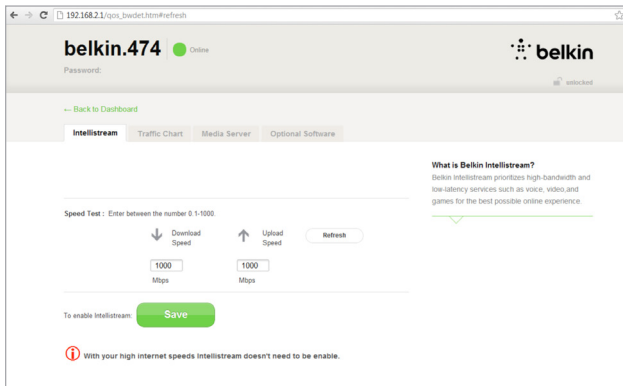 192.168.2.1/qos_bwdet.htm#refresh
belkin.474 Online
belkin
Password:
unlocked
← Back to Dashboard
Intellistream Traffic Chart Media Server Optional Software
What is Belkin Intellistream?
Belkin Intellistream prioritizes high-bandwidth and
low-latency services such as voice, video,and
games for the best possible online experience.
Speed Test : Enter between the number 0.1-1000.
Download Speed Upload Speed Refresh
1000 1000
Mbps Mbps
To enable Intellistream: Save
With your high internet speeds Intellistream doesn't need to be enable.